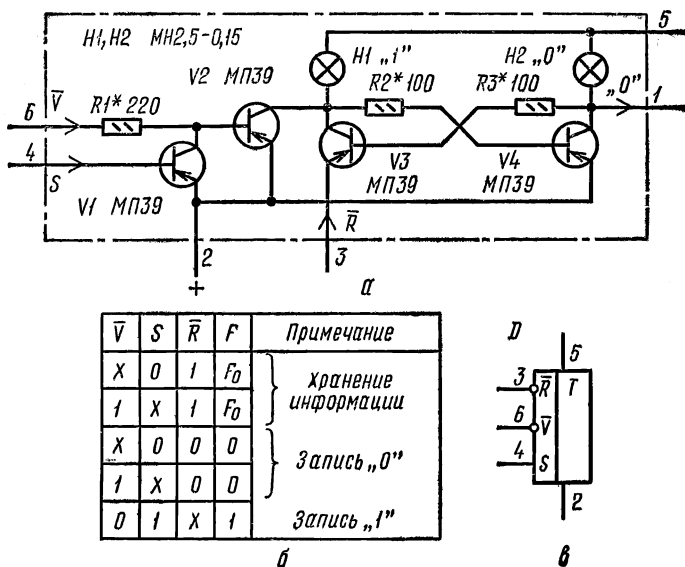 H1, H2 МН2,5-0,15
5
V2 МП39
H1 „1”
H2 „0”
R2* 100
R3* 100
„0”
1
6
V̅
R1* 220
4
S
V1 МП39
V3
МП39
V4
МП39
R̅
2
3
+
а
V̅ S R̅ F Примечание
X 0 1 F0
1 X 1 F0
Хранение
информации
X 0 0 0
1 X 0 0
Запись „0”
0 1 X 1 Запись „1”
б
D
5
3 R̅ T
6 V̅
4 S
2
в